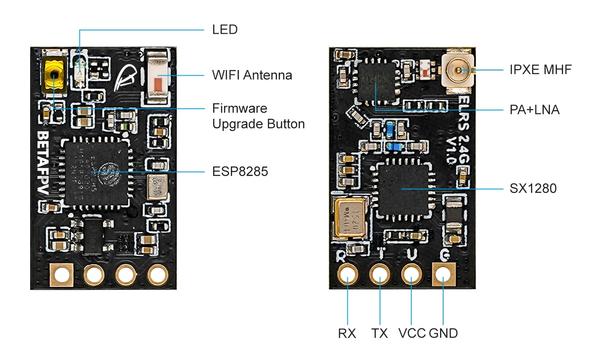 LED
WIFI Antenna
Firmware
Upgrade Button
ESP8285
BETAFPV
IPXE MHF
PA+LNA
ELRS 2.4G
V1.0
SX1280
R T V G
RX TX VCC GND